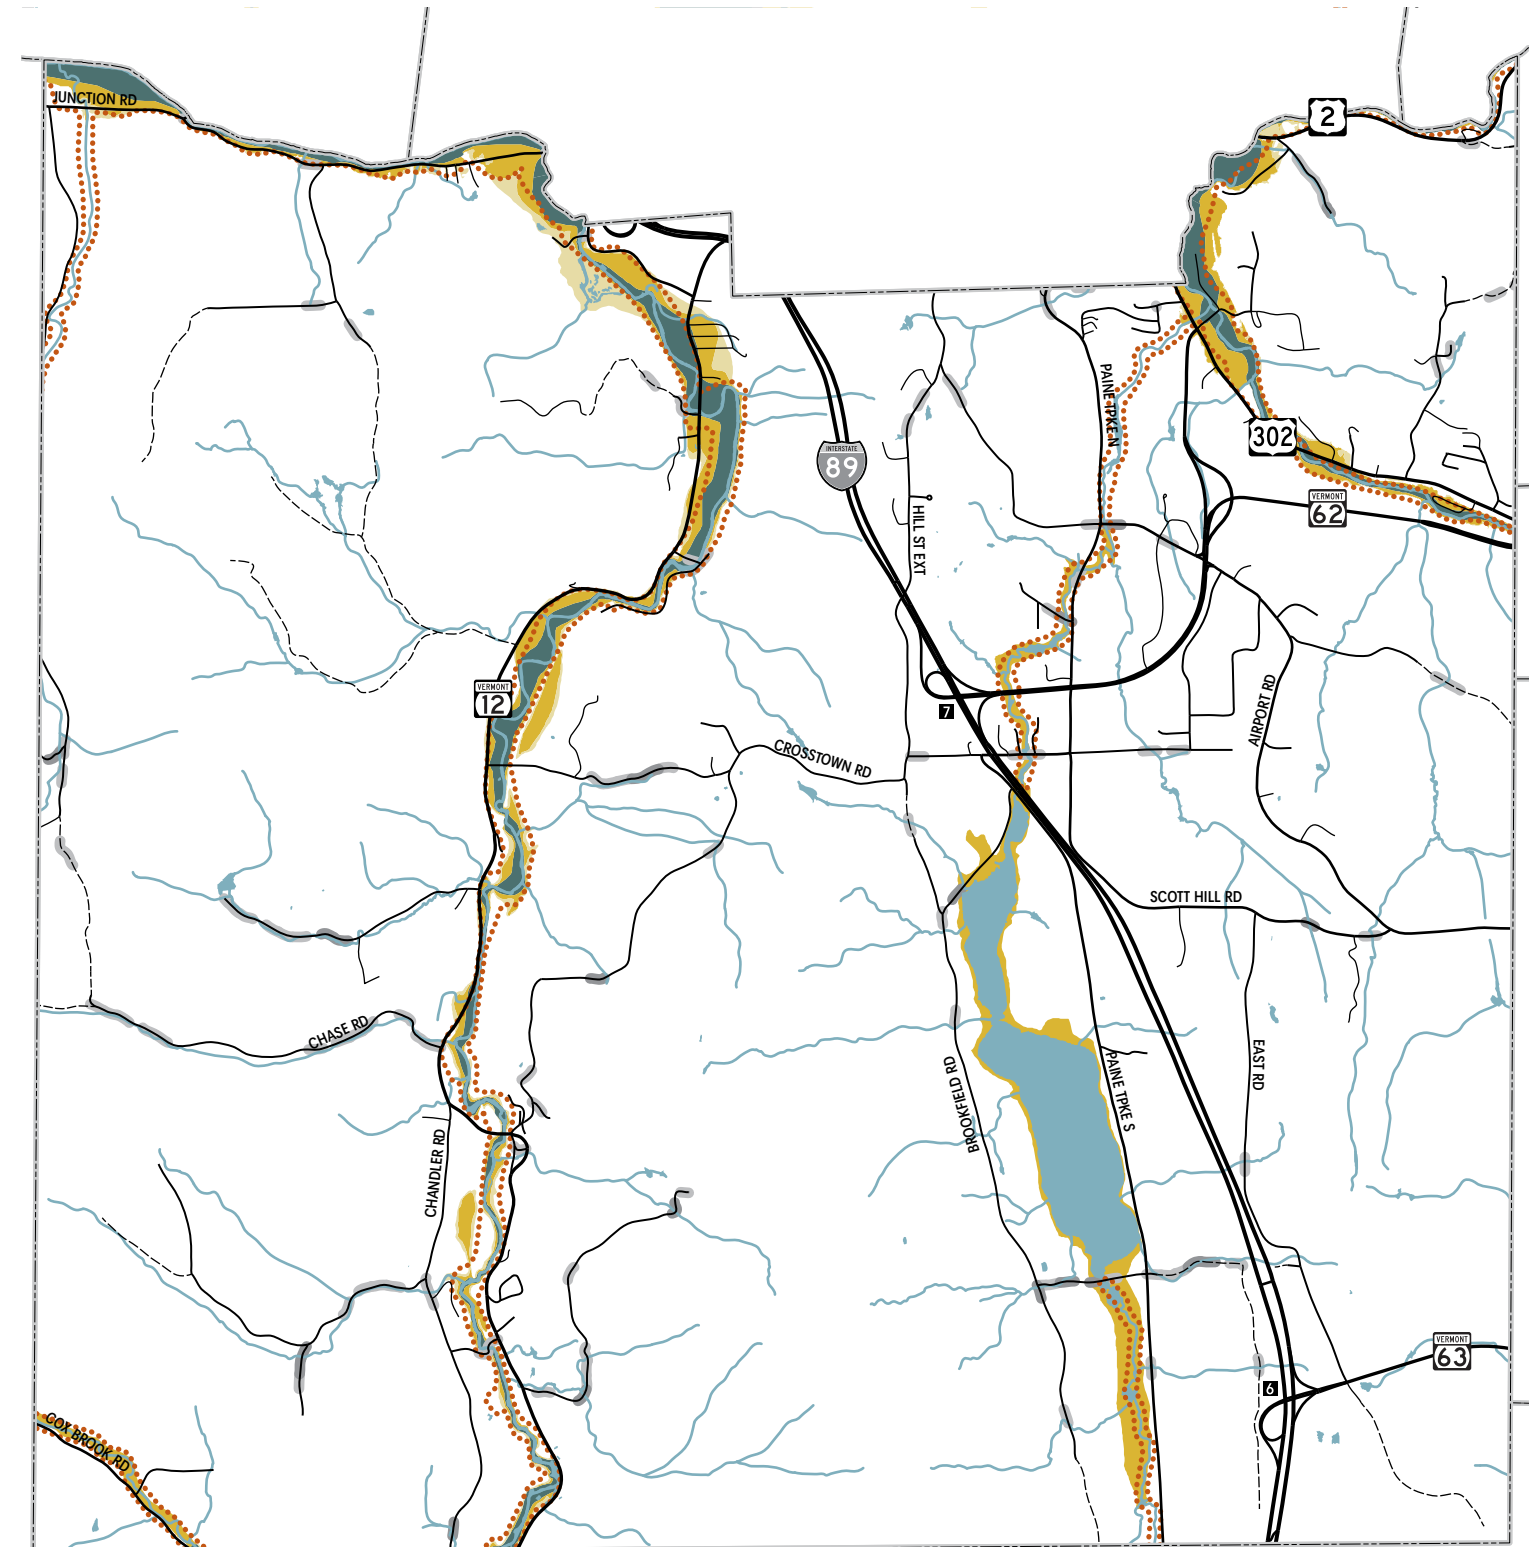 JUNCTION RD
2
PAINE TPKE N
302
INTERSTATE
89
VERMONT
62
HILL ST EXT
VERMONT
12
7
AIRPORT RD
CROSSTOWN RD
SCOTT HILL RD
CHASE RD
BROOKFIELD RD
PAINE TPKE S
EAST RD
CHANDLER RD
VERMONT
63
6
COX BROOK RD